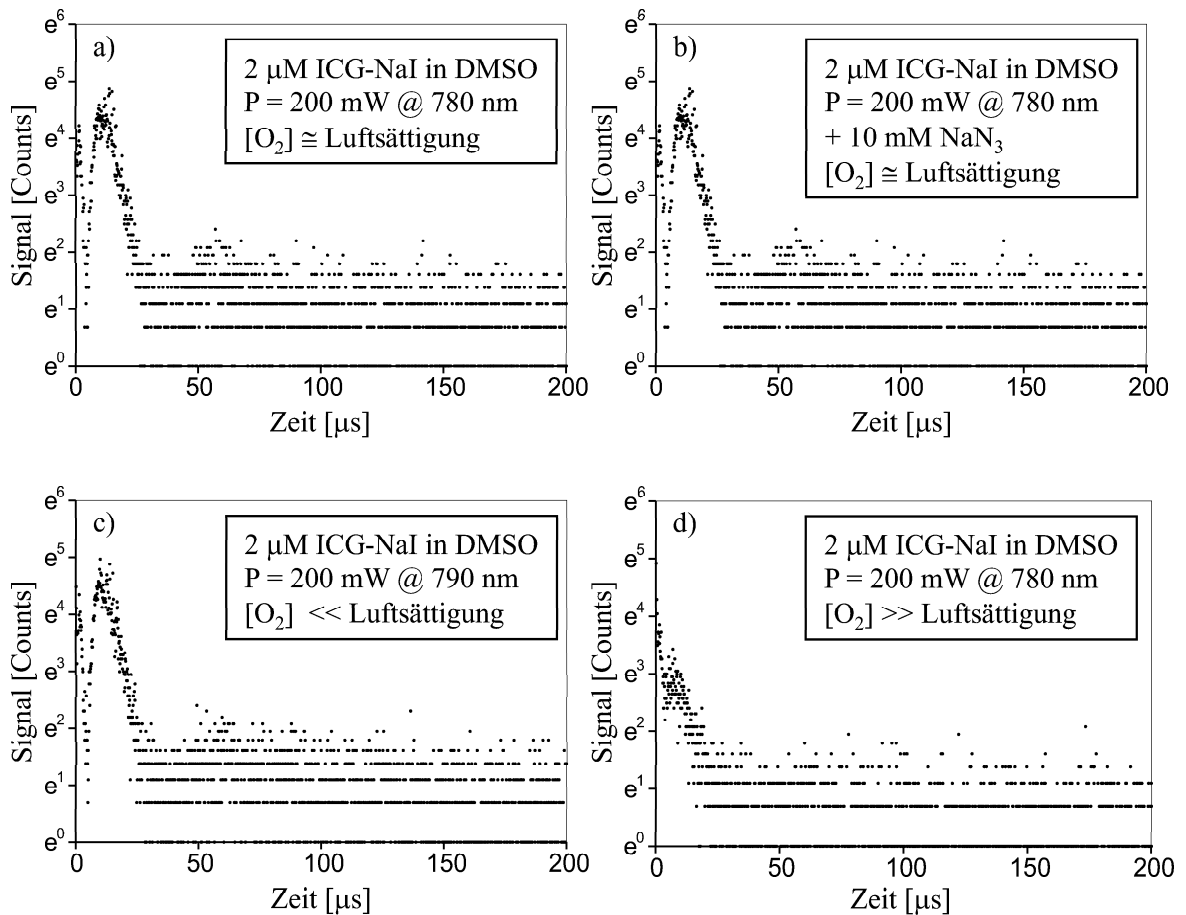 a)
2 μM ICG-NaI in DMSO
P = 200 mW @ 780 nm
[O₂] ≅ Luftsättigung
Signal [Counts]
e⁶
e⁵
e⁴
e³
e²
e¹
e⁰
0 50 100 150 200
Zeit [μs]
b)
2 μM ICG-NaI in DMSO
P = 200 mW @ 780 nm
+ 10 mM NaN₃
[O₂] ≅ Luftsättigung
Signal [Counts]
e⁶
e⁵
e⁴
e³
e²
e¹
e⁰
0 50 100 150 200
Zeit [μs]
c)
2 μM ICG-NaI in DMSO
P = 200 mW @ 790 nm
[O₂] << Luftsättigung
Signal [Counts]
e⁶
e⁵
e⁴
e³
e²
e¹
e⁰
0 50 100 150 200
Zeit [μs]
d)
2 μM ICG-NaI in DMSO
P = 200 mW @ 780 nm
[O₂] >> Luftsättigung
Signal [Counts]
e⁶
e⁵
e⁴
e³
e²
e¹
e⁰
0 50 100 150 200
Zeit [μs]